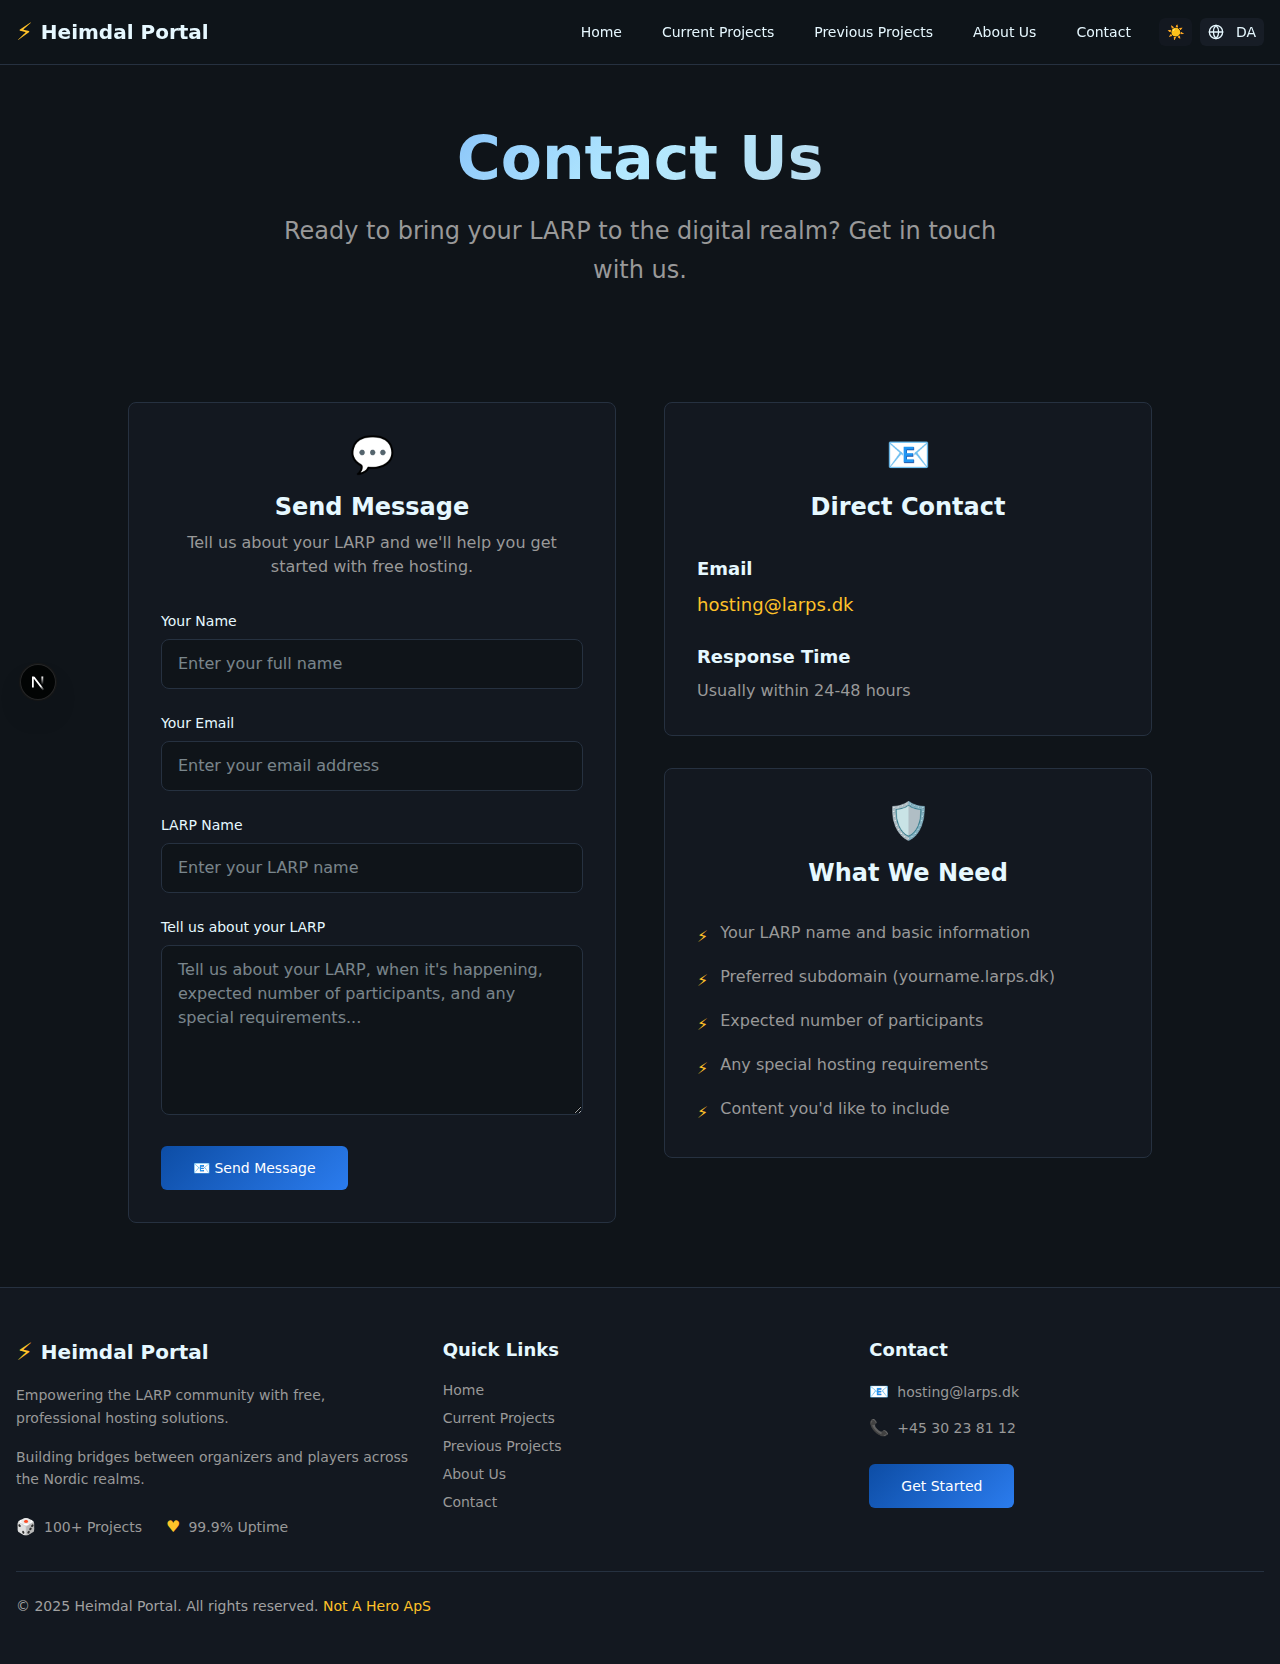 ⚡ Heimdal Portal
Home
Current Projects
Previous Projects
About Us
Contact
DA
Contact Us
Ready to bring your LARP to the digital realm? Get in touch
with us.
Send Message
Tell us about your LARP and we'll help you get
started with free hosting.
Your Name
Enter your full name
Your Email
Enter your email address
LARP Name
Enter your LARP name
Tell us about your LARP
Tell us about your LARP, when it's happening,
expected number of participants, and any
special requirements...
📧 Send Message
Direct Contact
Email
hosting@larps.dk
Response Time
Usually within 24-48 hours
What We Need
⚡ Your LARP name and basic information
⚡ Preferred subdomain (yourname.larps.dk)
⚡ Expected number of participants
⚡ Any special hosting requirements
⚡ Content you'd like to include
N
⚡ Heimdal Portal
Empowering the LARP community with free,
professional hosting solutions.
Building bridges between organizers and players across
the Nordic realms.
🎲 100+ Projects
♥ 99.9% Uptime
Quick Links
Home
Current Projects
Previous Projects
About Us
Contact
Contact
📧 hosting@larps.dk
📞 +45 30 23 81 12
Get Started
© 2025 Heimdal Portal. All rights reserved. Not A Hero ApS